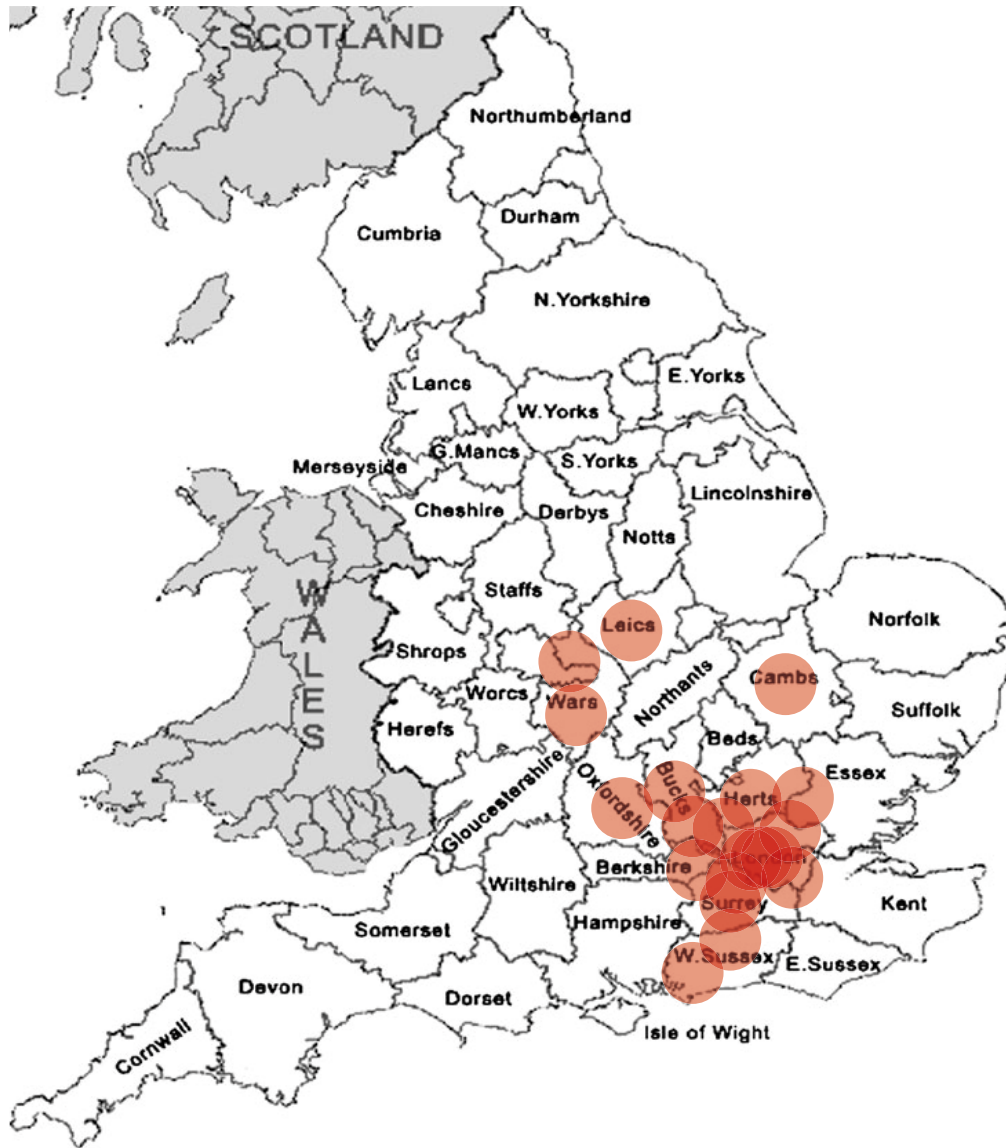 SCOTLAND
Northumberland
Durham
Cumbria
N.Yorkshire
E.Yorks
Lancs
W.Yorks
G.Mancs
S.Yorks
Merseyside
Lincolnshire
Cheshire
Derbys
Notts
Staffs
WALES
Leics
Norfolk
Shrops
Cambs
Worcs
Wars
Northants
Suffolk
Herefs
Beds
Essex
Bucks
Herts
Oxfordshire
Gloucestershire
London
Berkshire
Wiltshire
Surrey
Kent
Hampshire
Somerset
W.Sussex
E.Sussex
Devon
Dorset
Isle of Wight
Cornwall